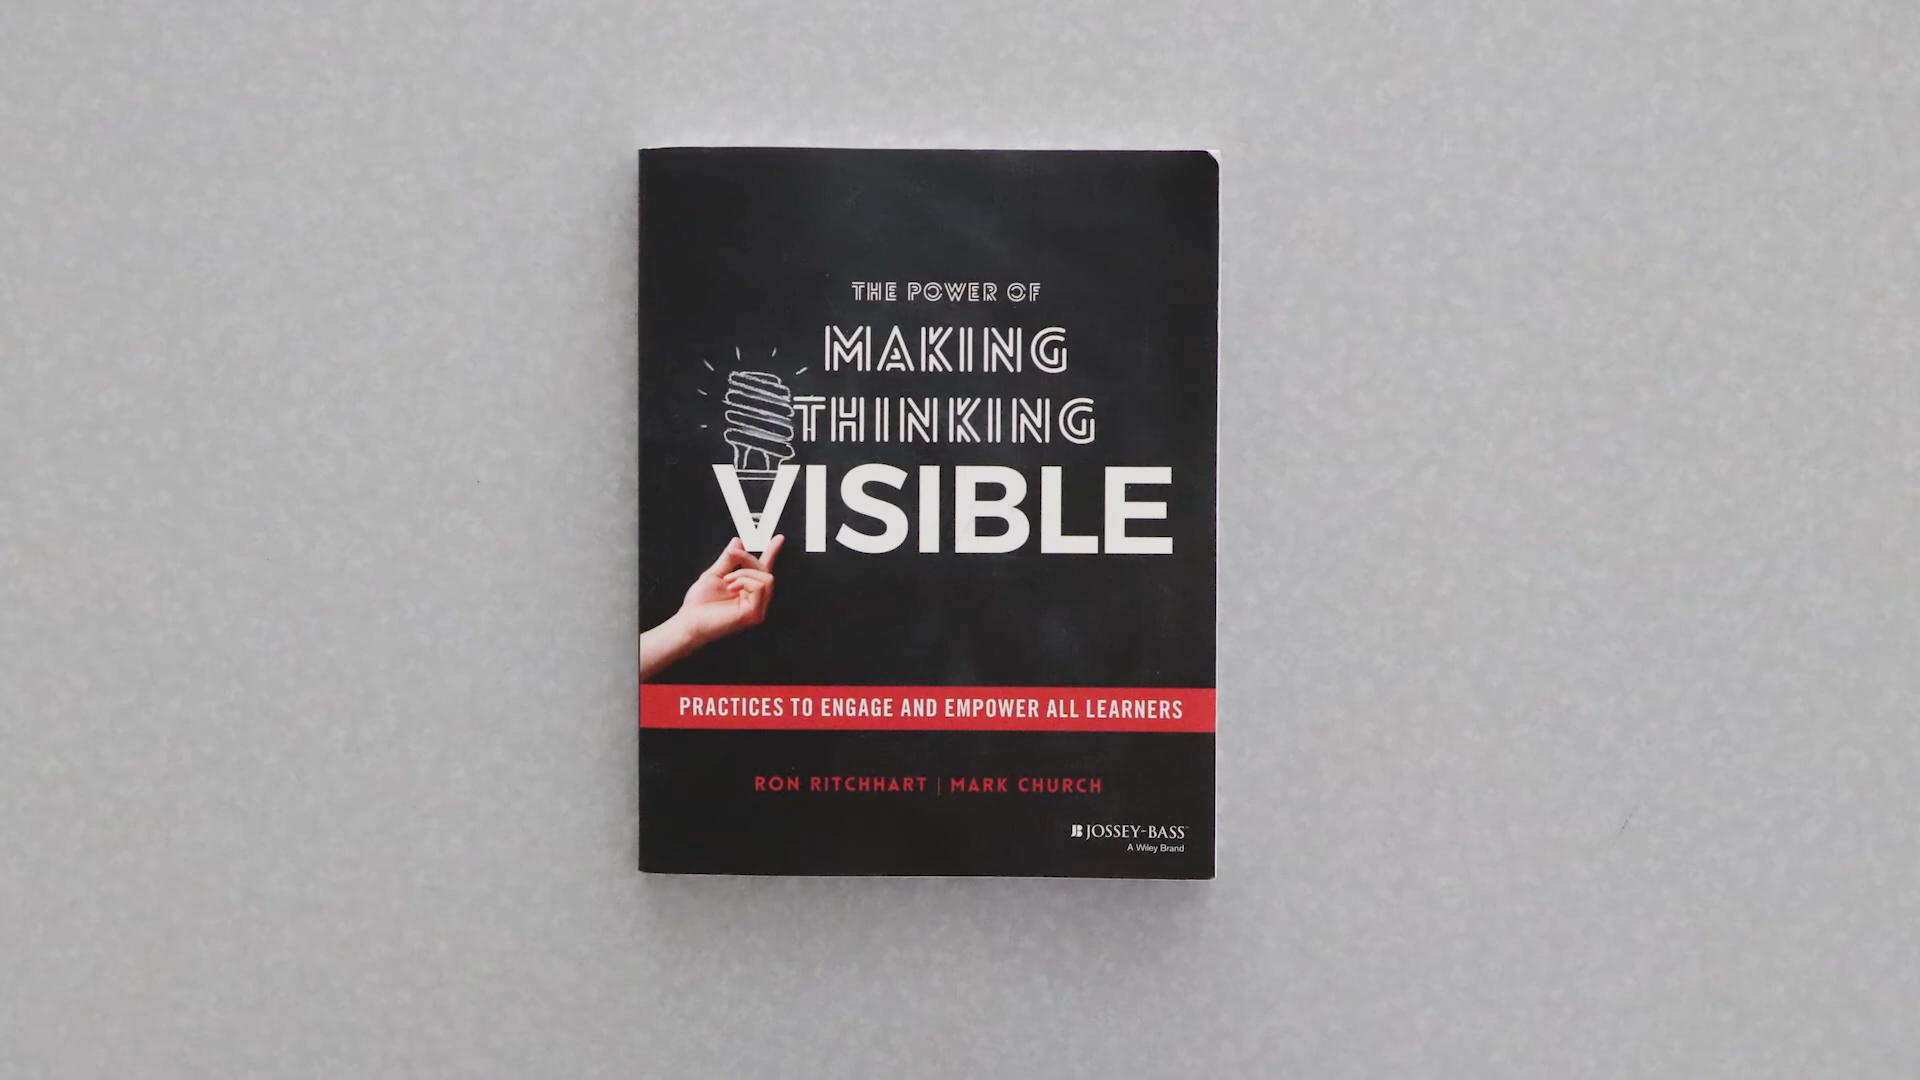 THE POWER OF
MAKING
THINKING
VISIBLE
PRACTICES TO ENGAGE AND EMPOWER ALL LEARNERS
RON RITCHHART | MARK CHURCH
JB JOSSEY-BASS™
A Wiley Brand